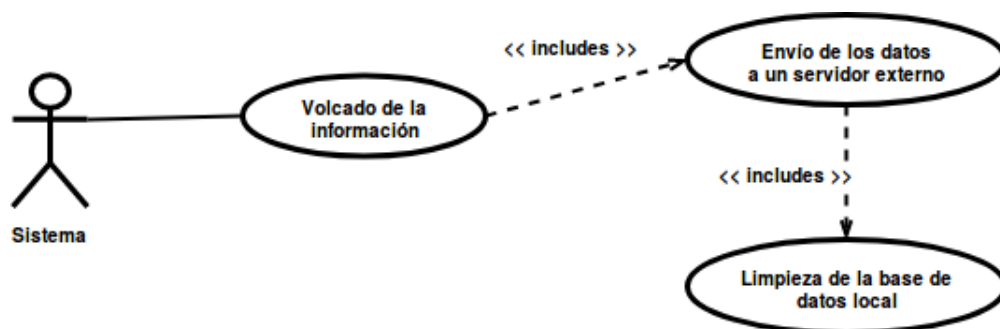 << includes >>
Envío de los datos
a un servidor externo
Volcado de la
información
<< includes >>
Sistema
Limpieza de la base de
datos local